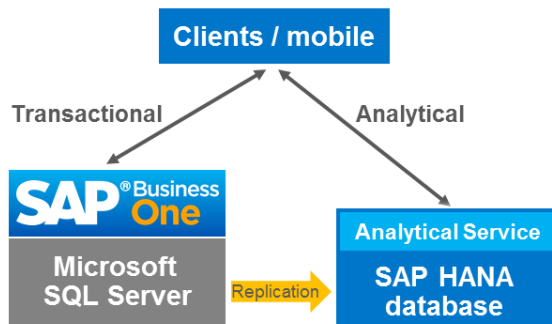 Clients / mobile
Transactional
Analytical
SAP® Business
One
Microsoft
SQL Server
Replication
Analytical Service
SAP HANA
database